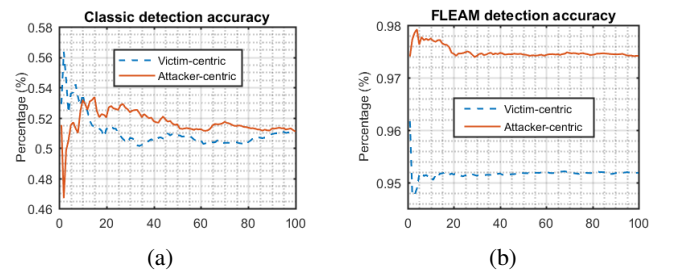 Classic detection accuracy
Percentage (%)
0.58
0.56
0.54
0.52
0.5
0.48
0.46
Victim-centric
Attacker-centric
0 20 40 60 80 100
(a)
FLEAM detection accuracy
Percentage (%)
0.98
0.97
0.96
0.95
Victim-centric
Attacker-centric
0 20 40 60 80 100
(b)